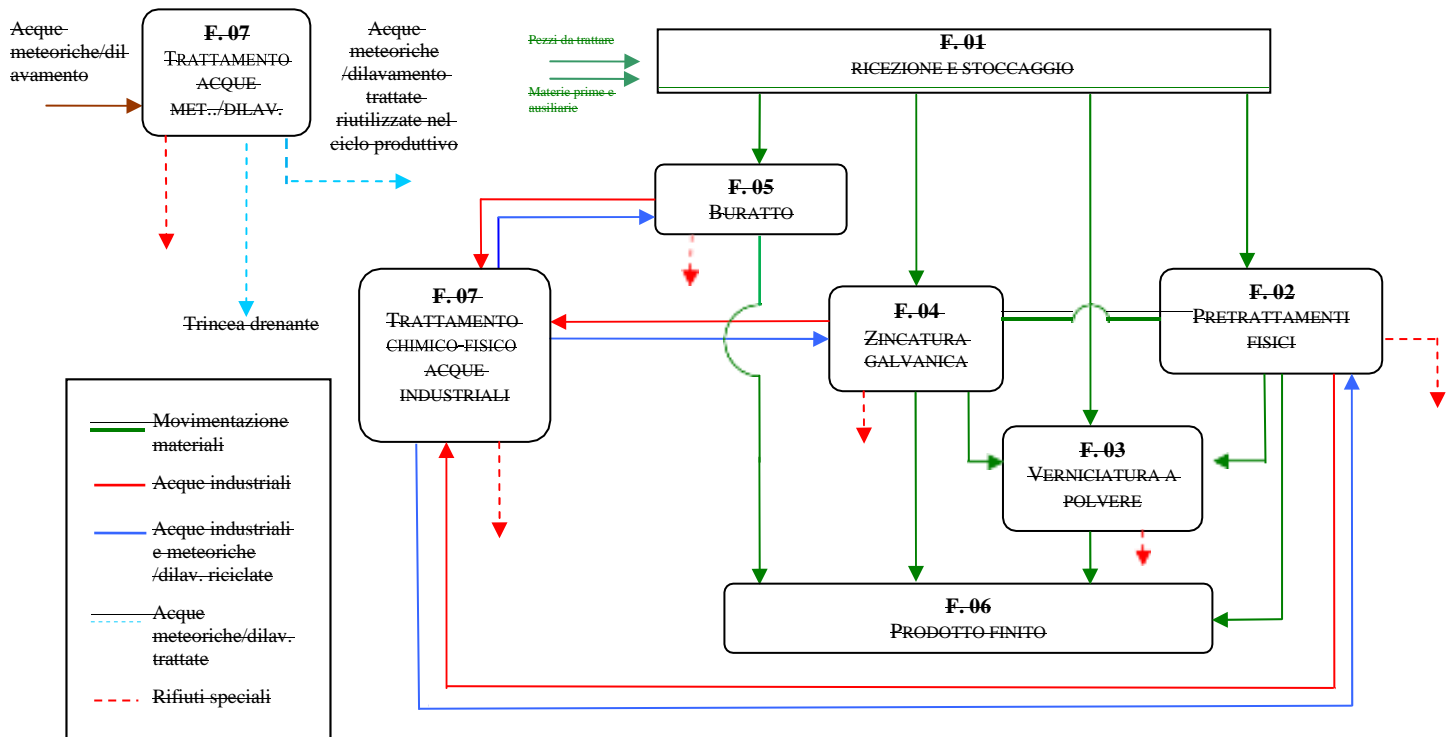 Acque
meteoriche/dil
avamento
F. 07
TRATTAMENTO
ACQUE
MET../DILAV.
Acque
meteoriche
/dilavamento
trattate
riutilizzate nel
ciclo produttivo
Pezzi da trattare
Materie prime e
ausiliarie
F. 01
RICEZIONE E STOCCAGGIO
F. 05
BURATTO
Trincea drenante
F. 07
TRATTAMENTO
CHIMICO-FISICO
ACQUE
INDUSTRIALI
F. 04
ZINCATURA
GALVANICA
F. 02
PRETRATTAMENTI
FISICI
F. 03
VERNICIATURA A
POLVERE
F. 06
PRODOTTO FINITO
Movimentazione
materiali
Acque industriali
Acque industriali
e meteoriche
/dilav. riciclate
Acque
meteoriche/dilav.
trattate
Rifiuti speciali